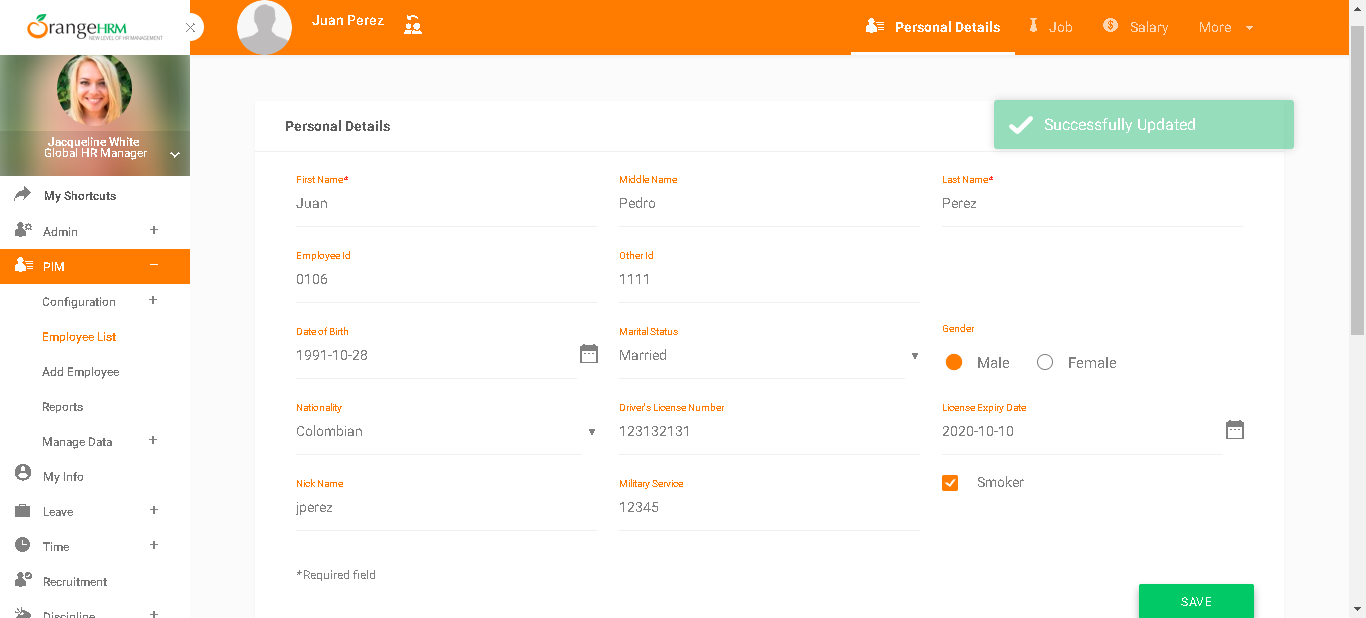 OrangeHRM
NEW LEVEL OF HR MANAGEMENT
Juan Perez
Personal Details
Job
Salary
More
Jacqueline White
Global HR Manager
My Shortcuts
Admin
PIM
Configuration
Employee List
Add Employee
Reports
Manage Data
My Info
Leave
Time
Recruitment
Discipline
Personal Details
Successfully Updated
First Name*
Middle Name
Last Name*
Juan
Pedro
Perez
Employee Id
Other Id
0106
1111
Date of Birth
Marital Status
Gender
1991-10-28
Married
Male
Female
Nationality
Driver's License Number
License Expiry Date
Colombian
123132131
2020-10-10
Nick Name
Military Service
Smoker
jperez
12345
*Required field
SAVE